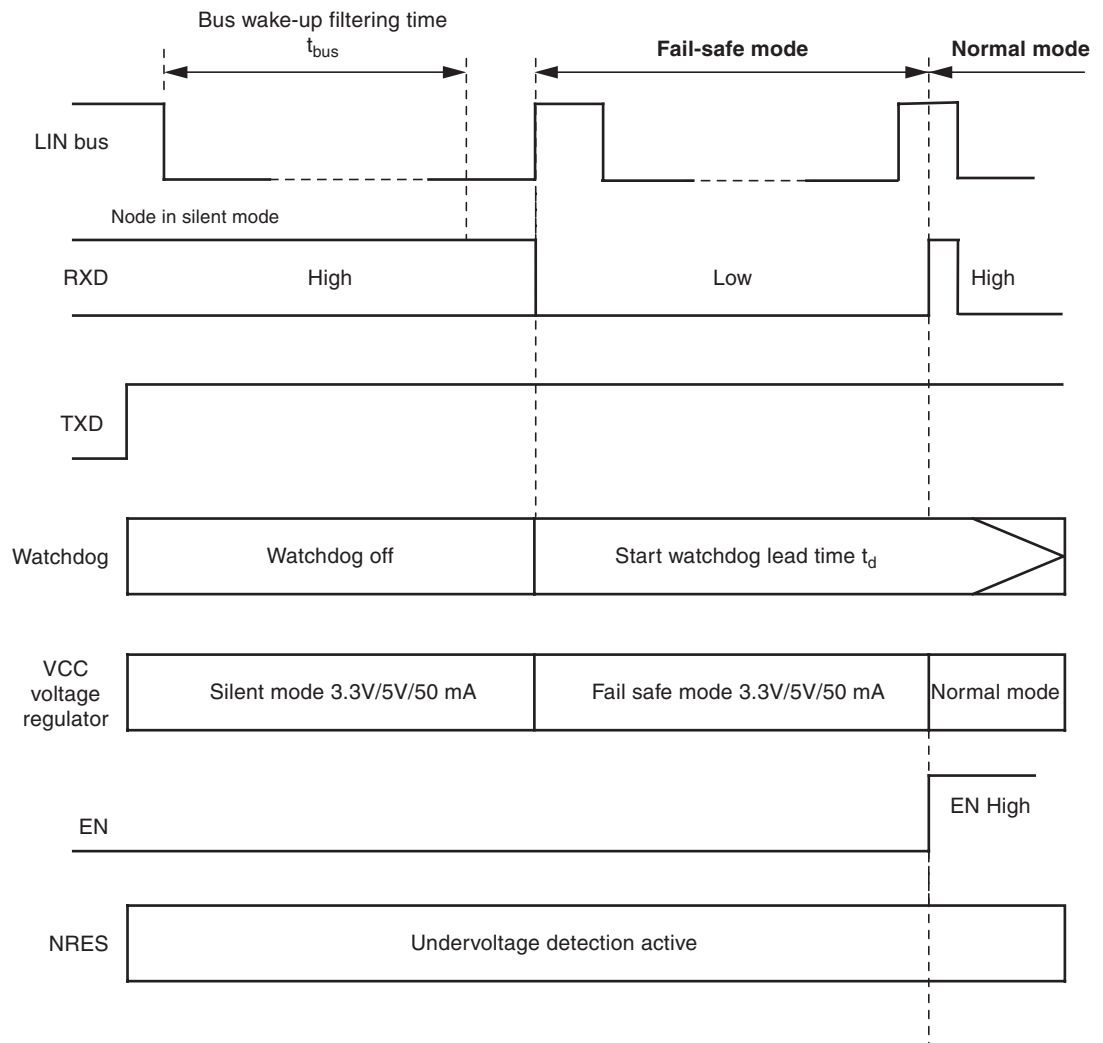 Bus wake-up filtering time
tbus
Fail-safe mode
Normal mode
LIN bus
Node in silent mode
RXD
High
Low
High
TXD
Watchdog
Watchdog off
Start watchdog lead time td
VCC
voltage
regulator
Silent mode 3.3V/5V/50 mA
Fail safe mode 3.3V/5V/50 mA
Normal mode
EN
EN High
NRES
Undervoltage detection active